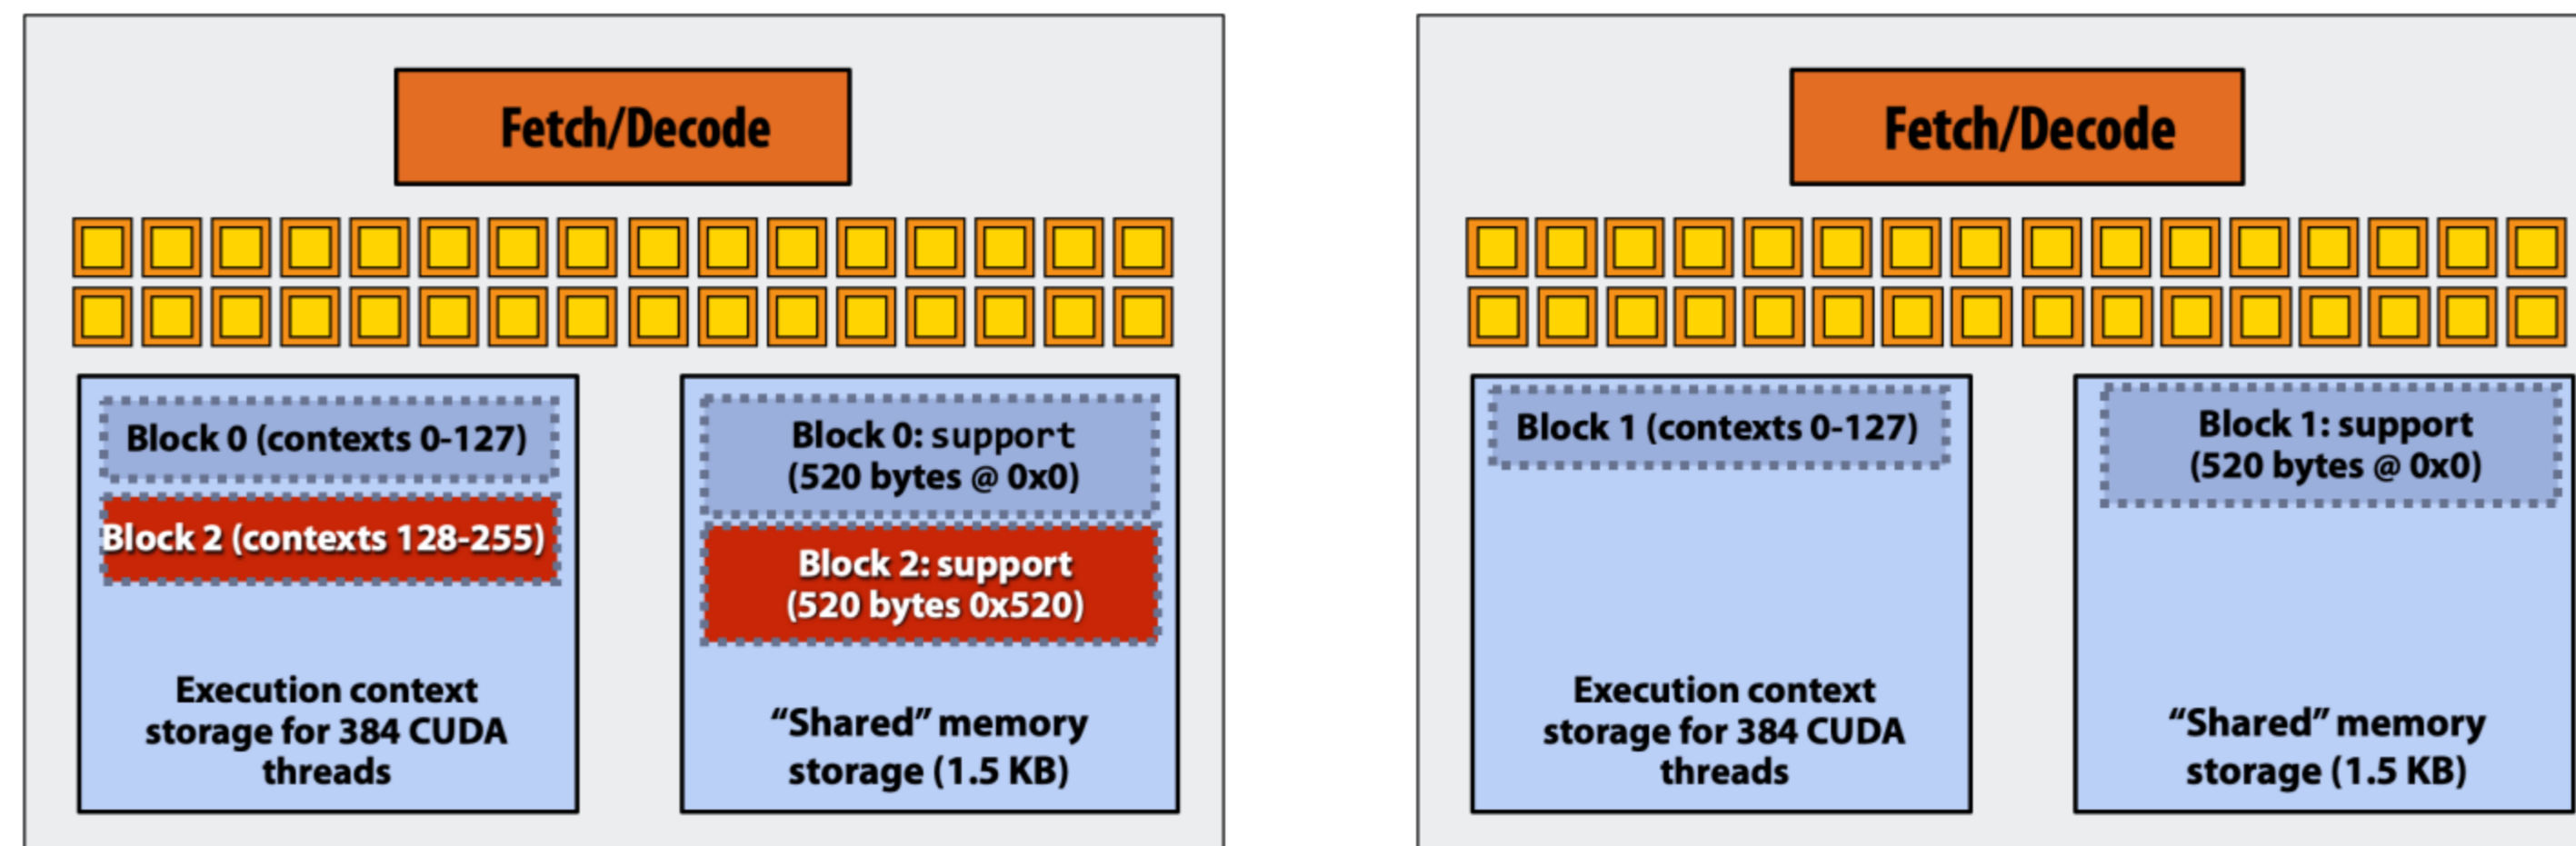 Fetch/Decode
Block 0 (contexts 0-127)
Block 2 (contexts 128-255)
Execution context
storage for 384 CUDA
threads
Block 0: support
(520 bytes @ 0x0)
Block 2: support
(520 bytes 0x520)
“Shared” memory
storage (1.5 KB)
Fetch/Decode
Block 1 (contexts 0-127)
Execution context
storage for 384 CUDA
threads
Block 1: support
(520 bytes @ 0x0)
“Shared” memory
storage (1.5 KB)